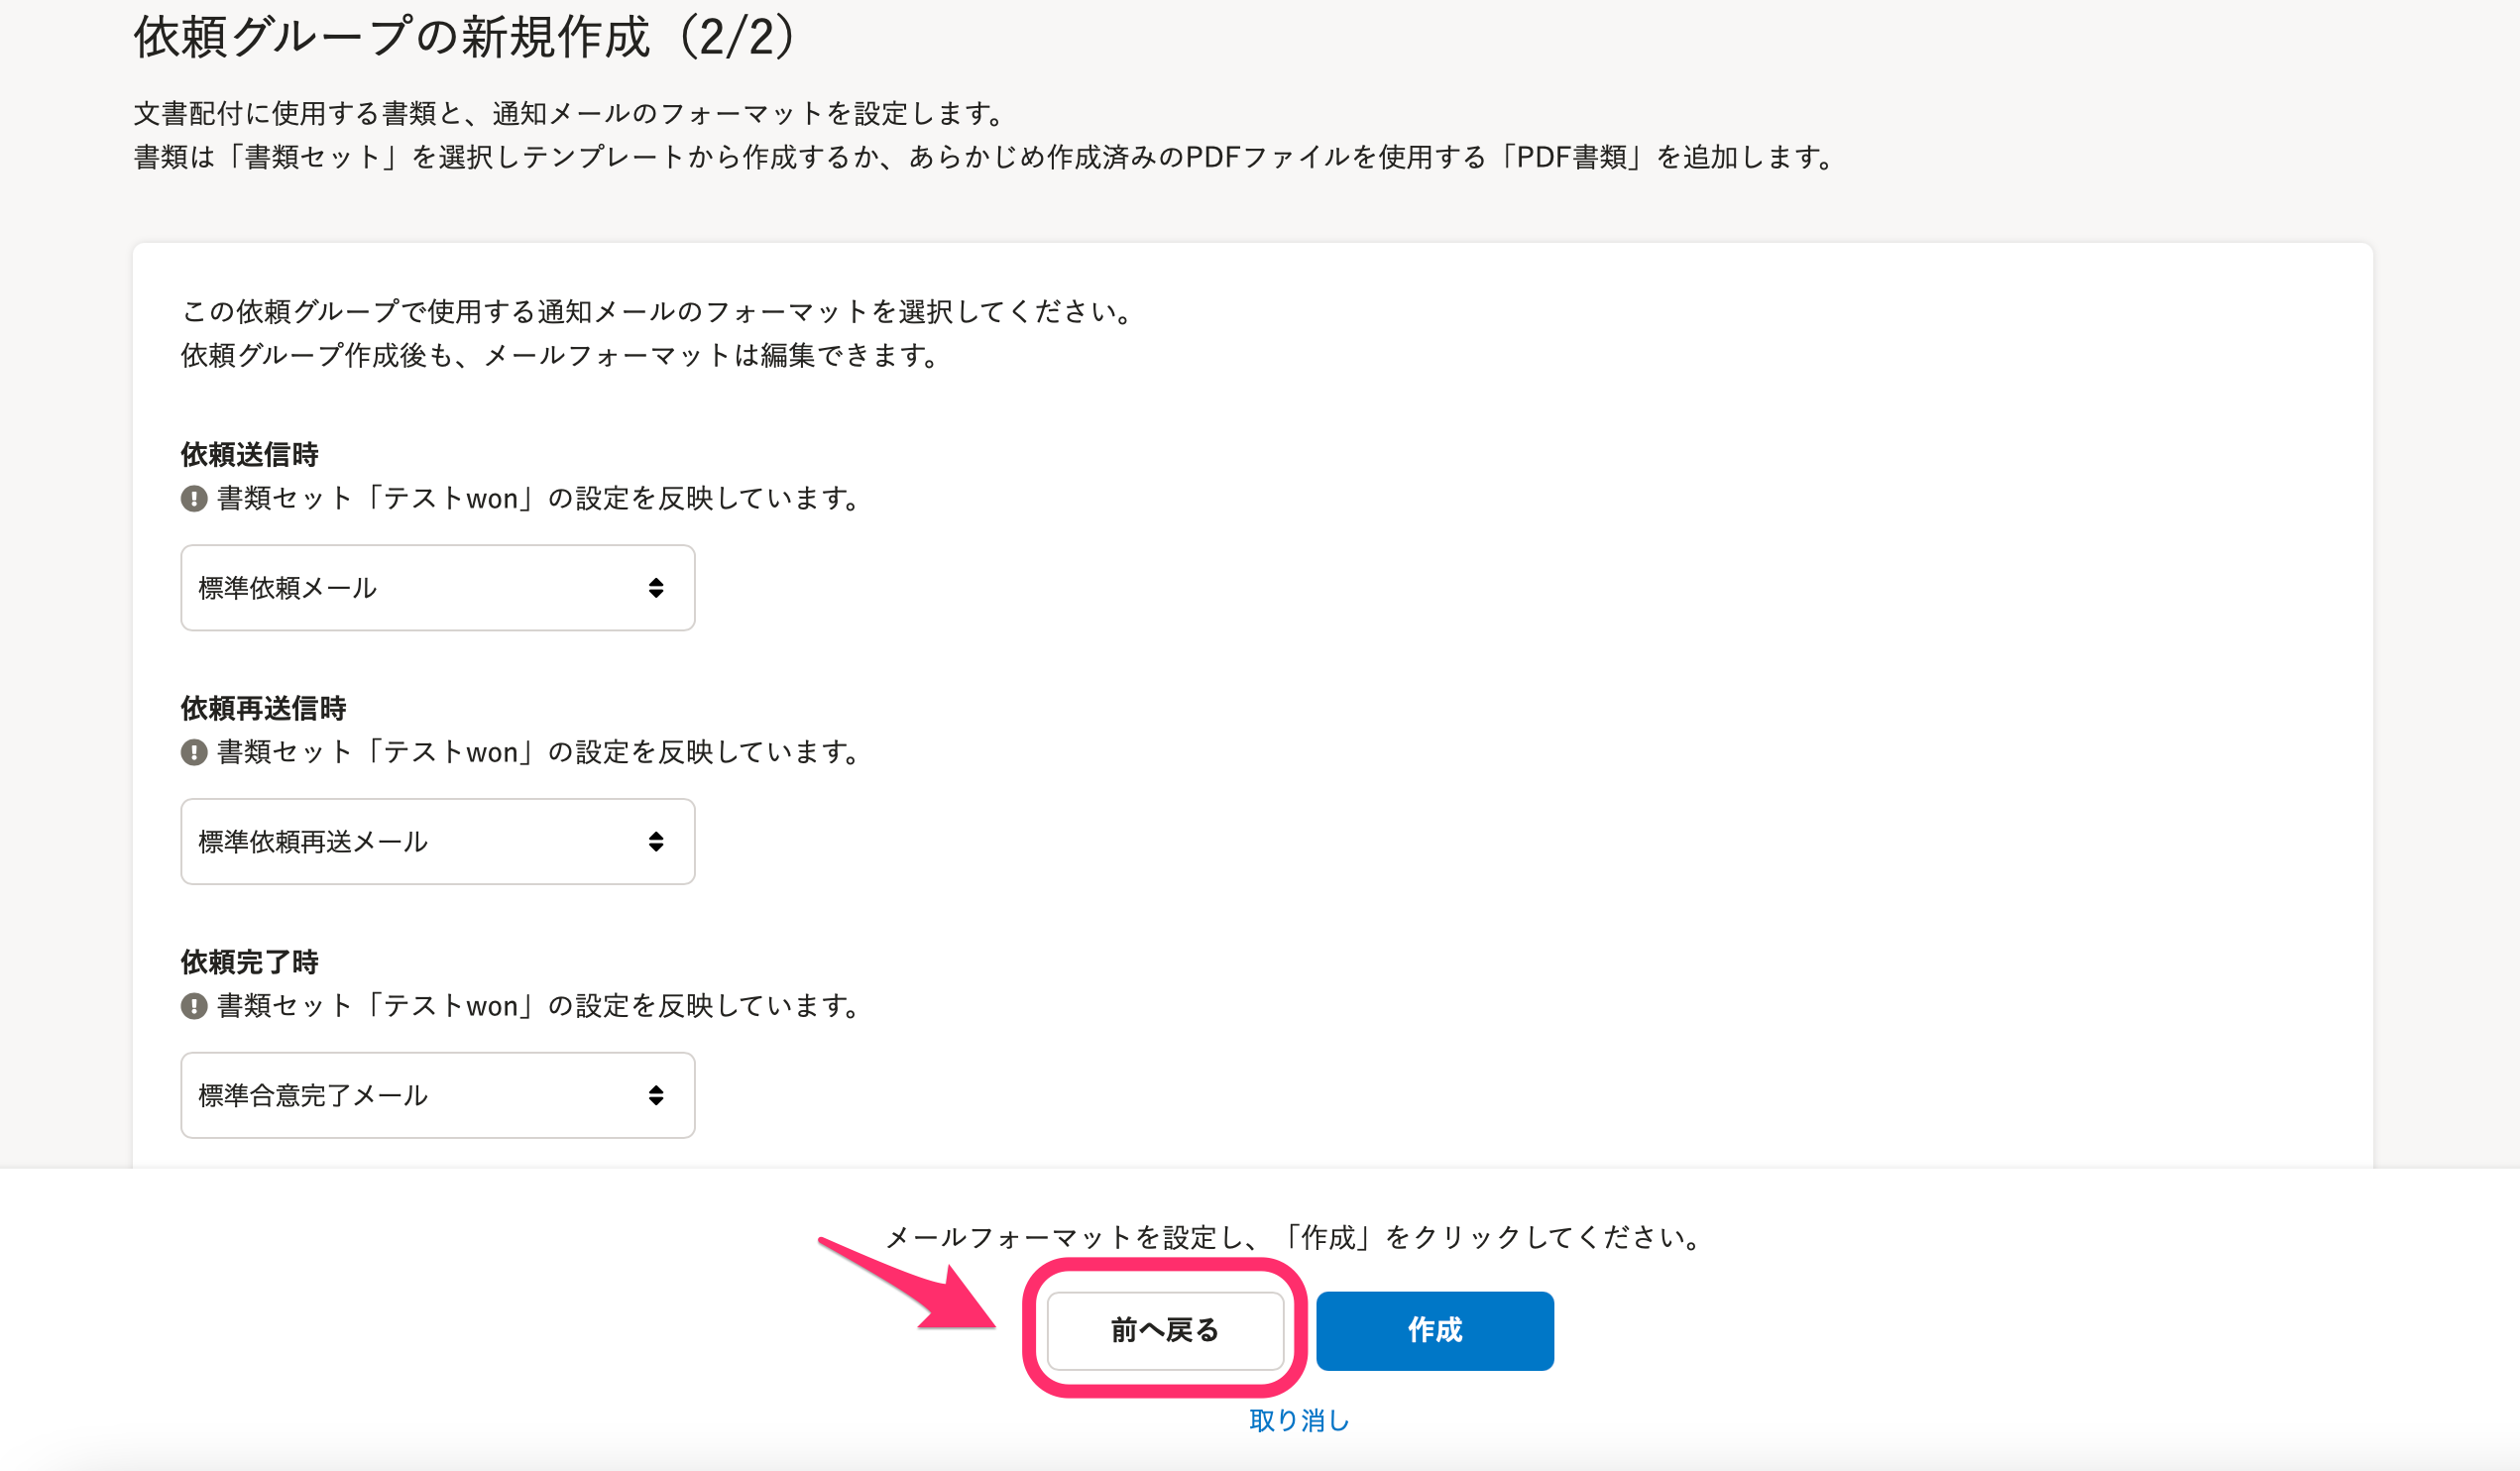 依頼グループの新規作成（2/2）
文書配付に使用する書類と、通知メールのフォーマットを設定します。
書類は「書類セット」を選択しテンプレートから作成するか、あらかじめ作成済みのPDFファイルを使用する「PDF書類」を追加します。
この依頼グループで使用する通知メールのフォーマットを選択してください。
依頼グループ作成後も、メールフォーマットは編集できます。
依頼送信時
書類セット「テストwon」の設定を反映しています。
標準依頼メール
依頼再送信時
書類セット「テストwon」の設定を反映しています。
標準依頼再送メール
依頼完了時
書類セット「テストwon」の設定を反映しています。
標準合意完了メール
メールフォーマットを設定し、「作成」をクリックしてください。
前へ戻る
作成
取り消し